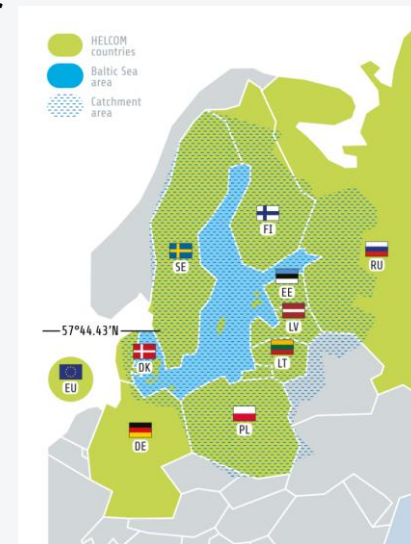 HELCOM
countries
Baltic Sea
area
Catchment
area
FI
SE
RU
EE
LV
57°44.43'N
DK
LT
EU
PL
DE